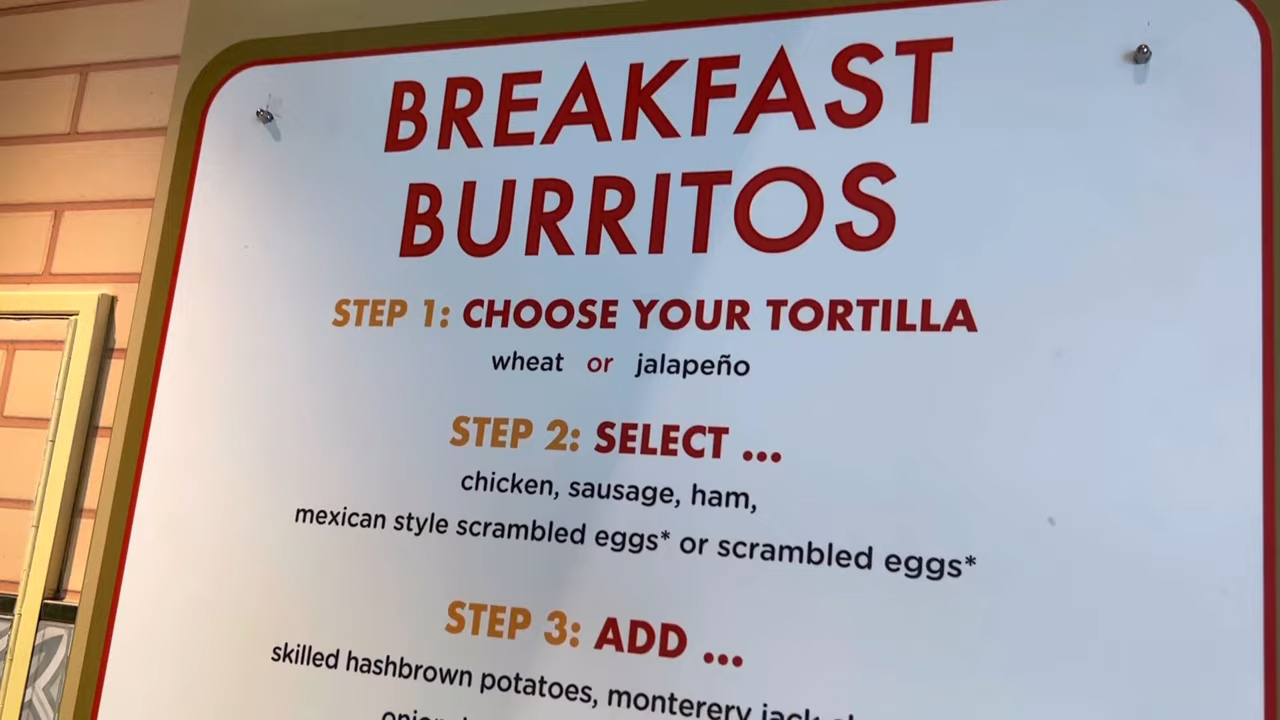 BREAKFAST
BURRITOS
STEP 1: CHOOSE YOUR TORTILLA
wheat or jalapeño
STEP 2: SELECT ...
chicken, sausage, ham,
mexican style scrambled eggs* or scrambled eggs*
STEP 3: ADD ...
skilled hashbrown potatoes, monterery jack